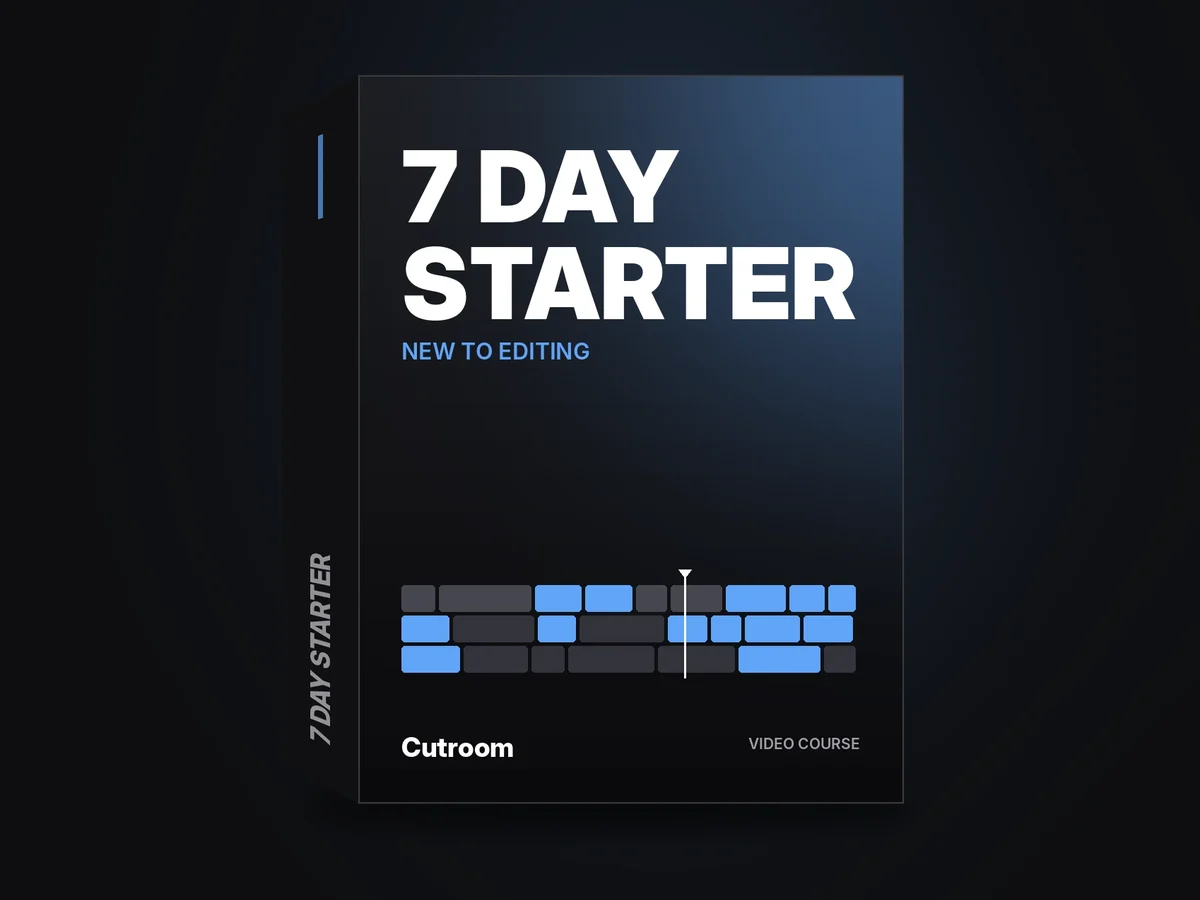 7 DAY
STARTER
NEW TO EDITING
7 DAY STARTER
Cutroom
VIDEO COURSE